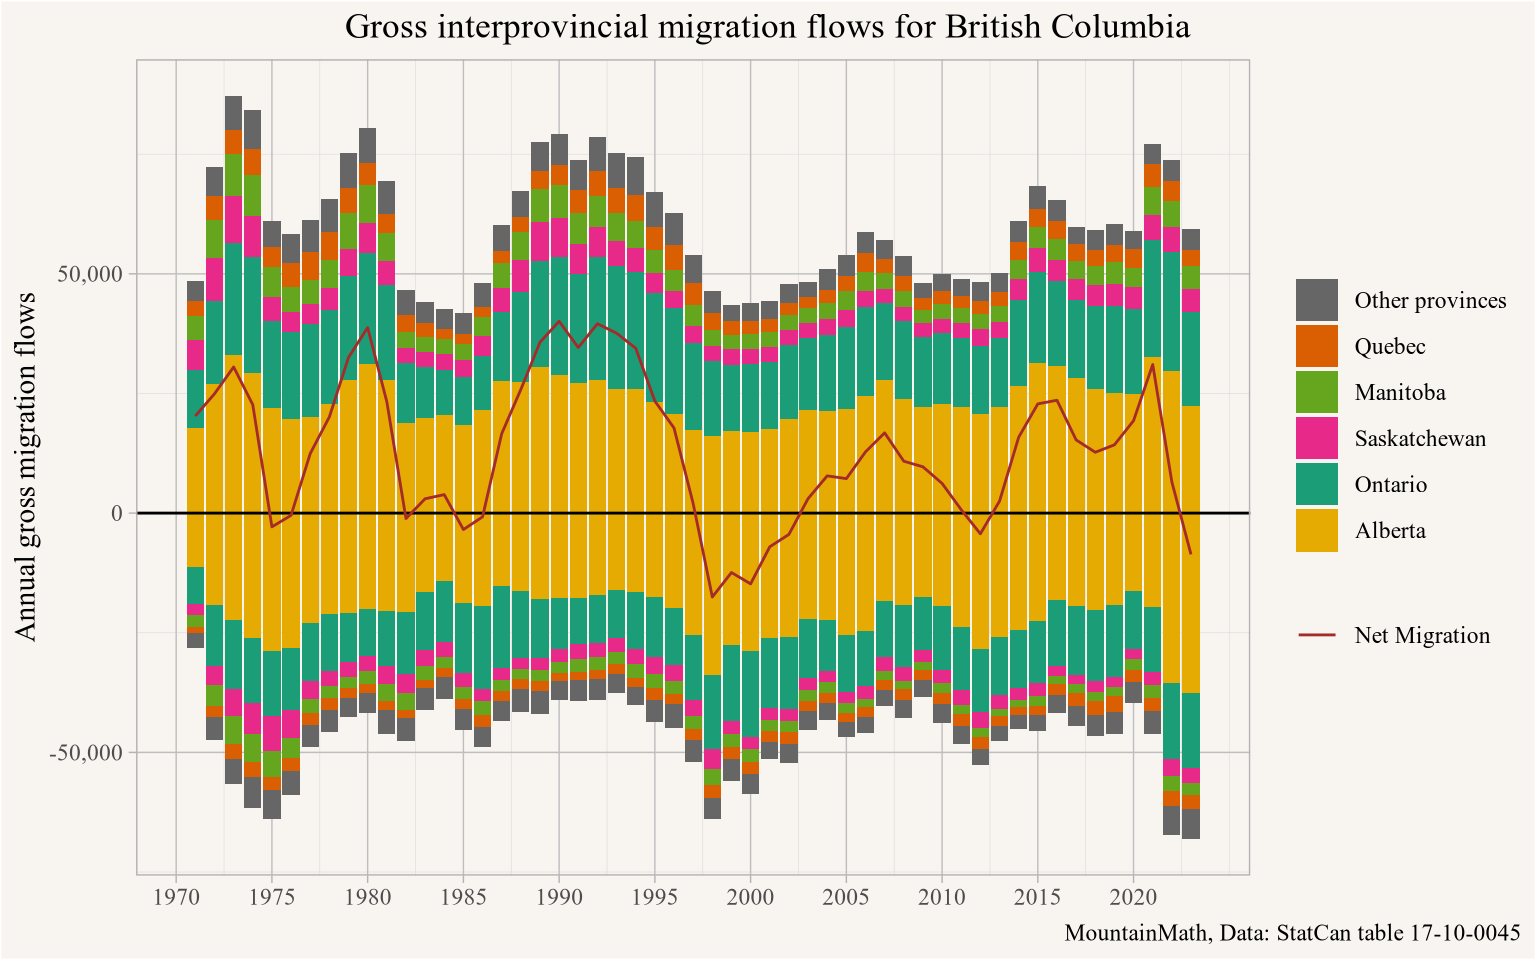 Gross interprovincial migration flows for British Columbia
Annual gross migration flows
50,000
0
-50,000
1970 1975 1980 1985 1990 1995 2000 2005 2010 2015 2020
Other provinces
Quebec
Manitoba
Saskatchewan
Ontario
Alberta
Net Migration
MountainMath, Data: StatCan table 17-10-0045